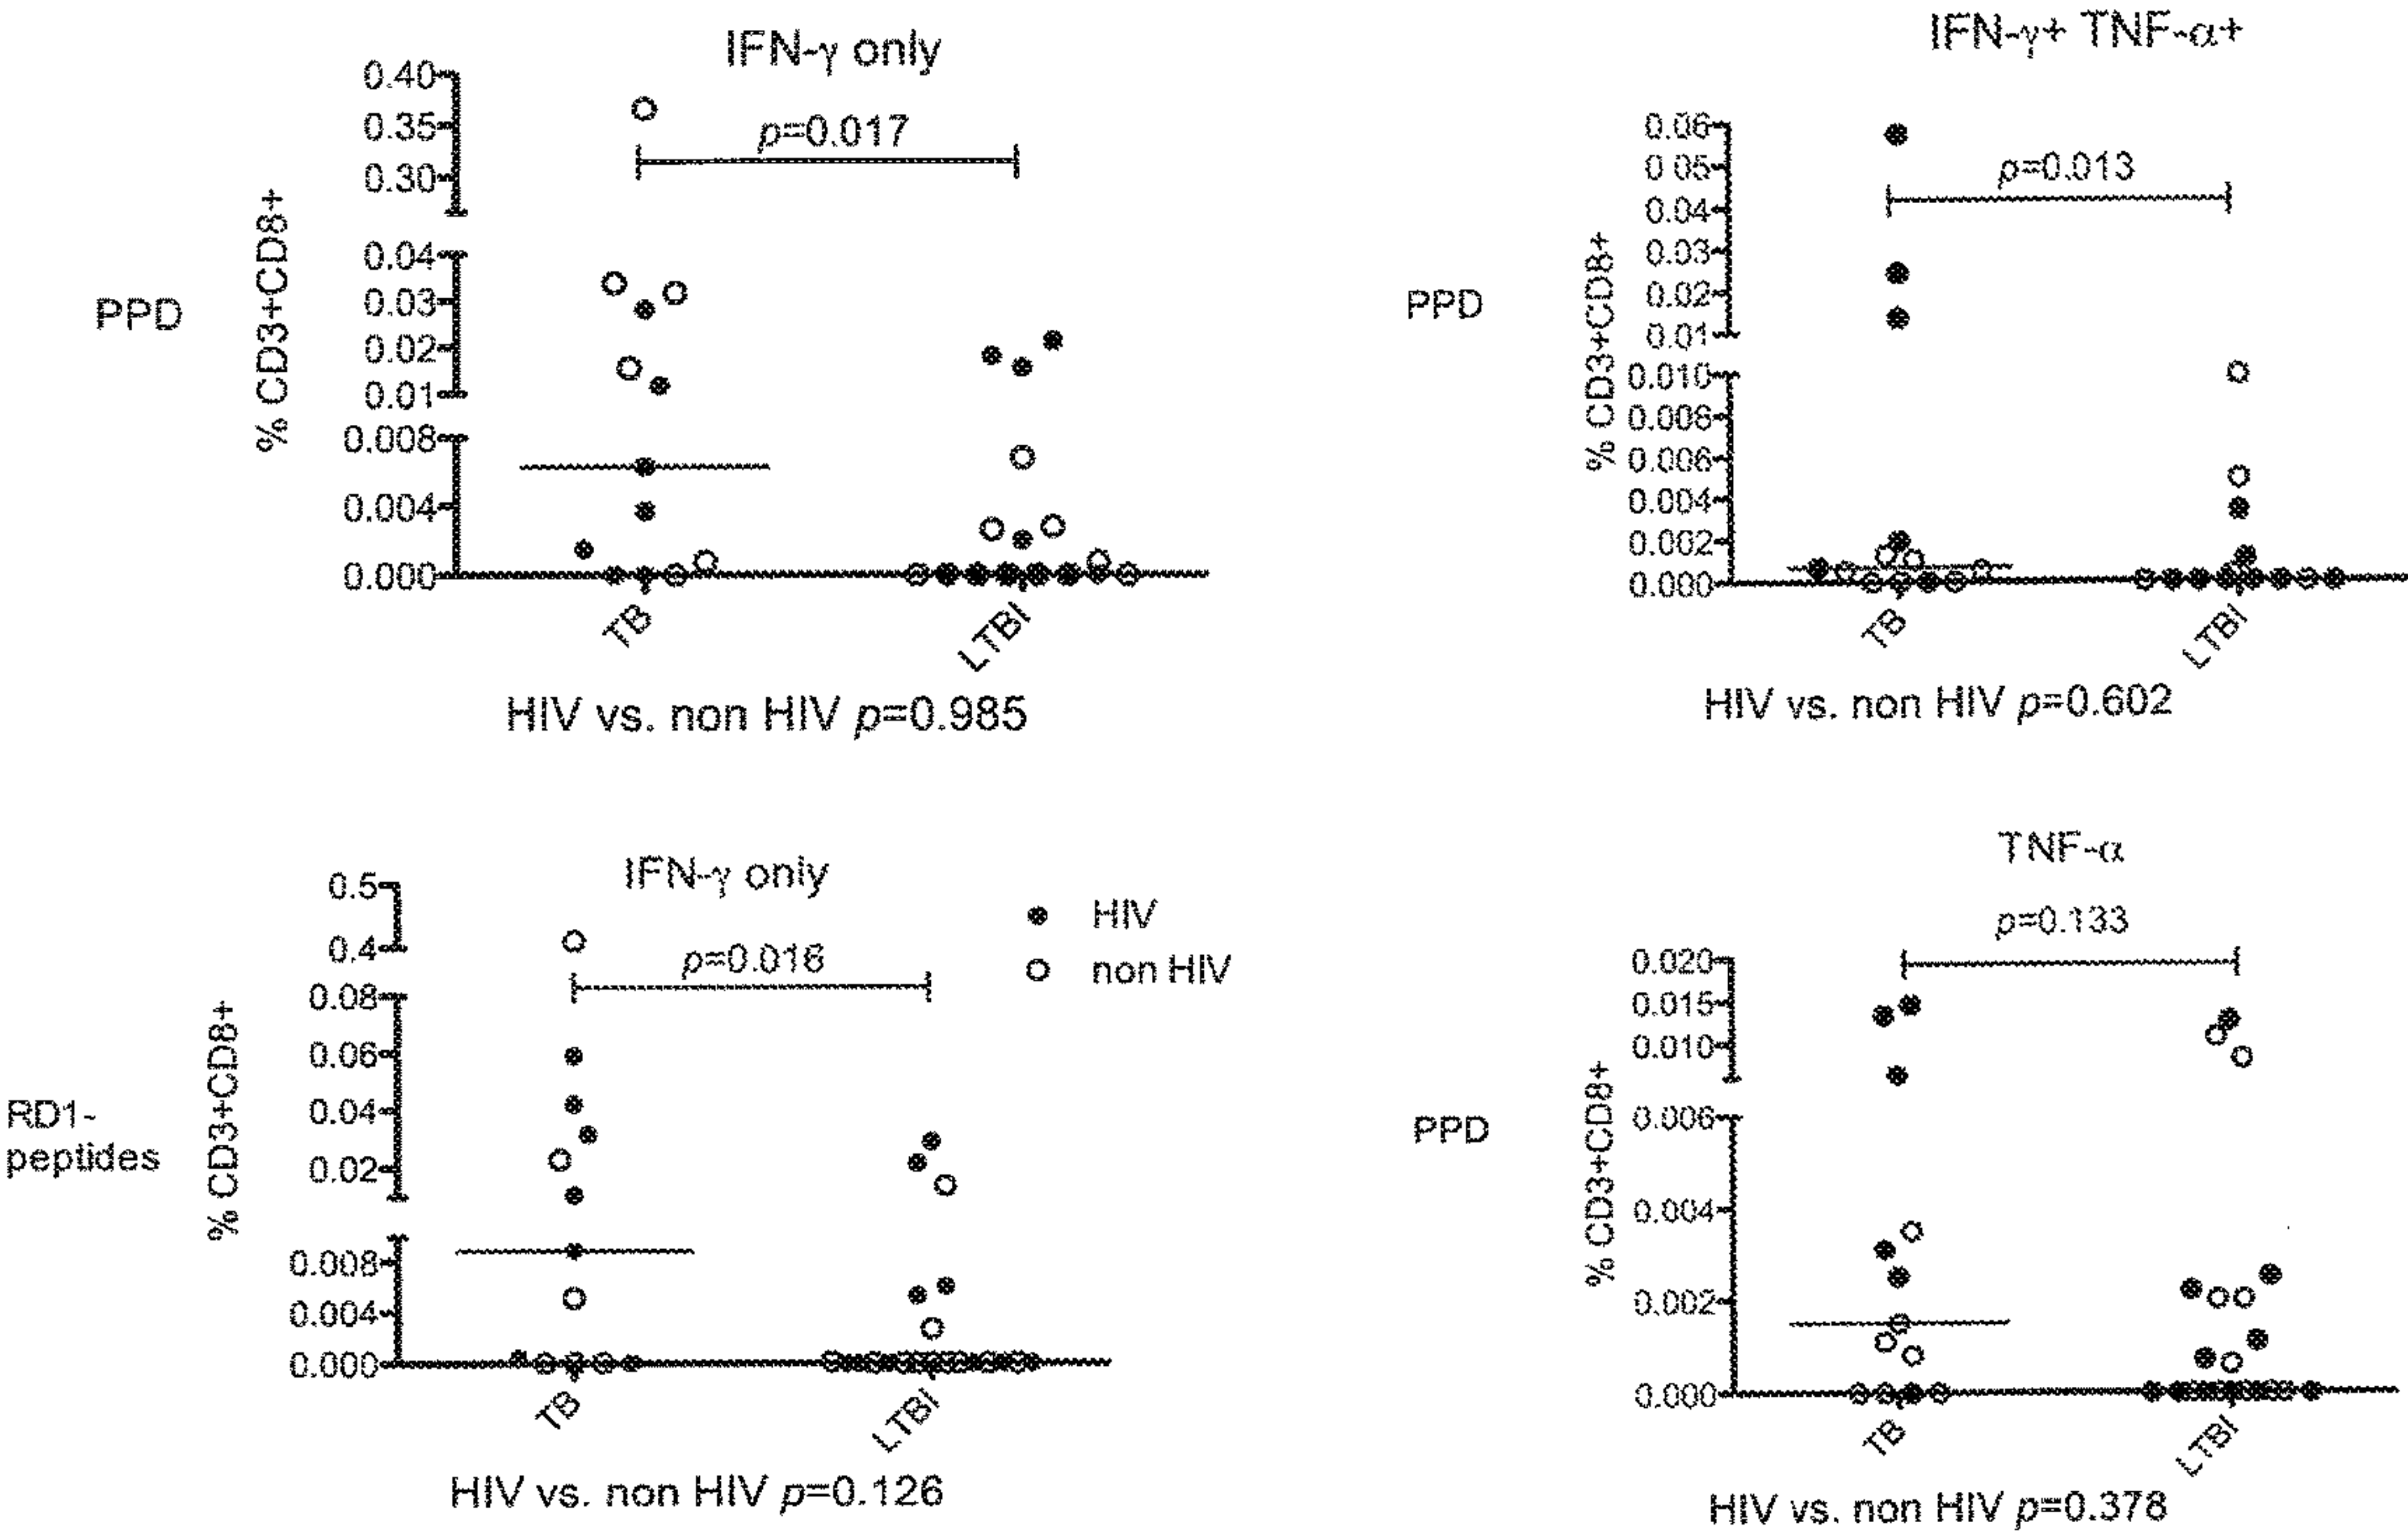 IFN-γ only
p=0.017
0.40
0.35
0.30
0.04
0.03
0.02
0.01
0.008
0.004
0.000
% CD3+CD8+
PPD
TB
LTBI
HIV vs. non HIV p=0.985
IFN-γ+ TNF-α+
p=0.013
0.06
0.05
0.04
0.03
0.02
0.01
0.010
0.008
0.006
0.004
0.002
0.000
% CD3+CD8+
PPD
TB
LTBI
HIV vs. non HIV p=0.602
IFN-γ only
p=0.016
HIV
non HIV
0.5
0.4
0.08
0.06
0.04
0.02
0.008
0.004
0.000
% CD3+CD8+
RD1-
peptides
TB
LTBI
HIV vs. non HIV p=0.126
TNF-α
p=0.133
0.020
0.015
0.010
0.006
0.004
0.002
0.000
% CD3+CD8+
PPD
TB
LTBI
HIV vs. non HIV p=0.378